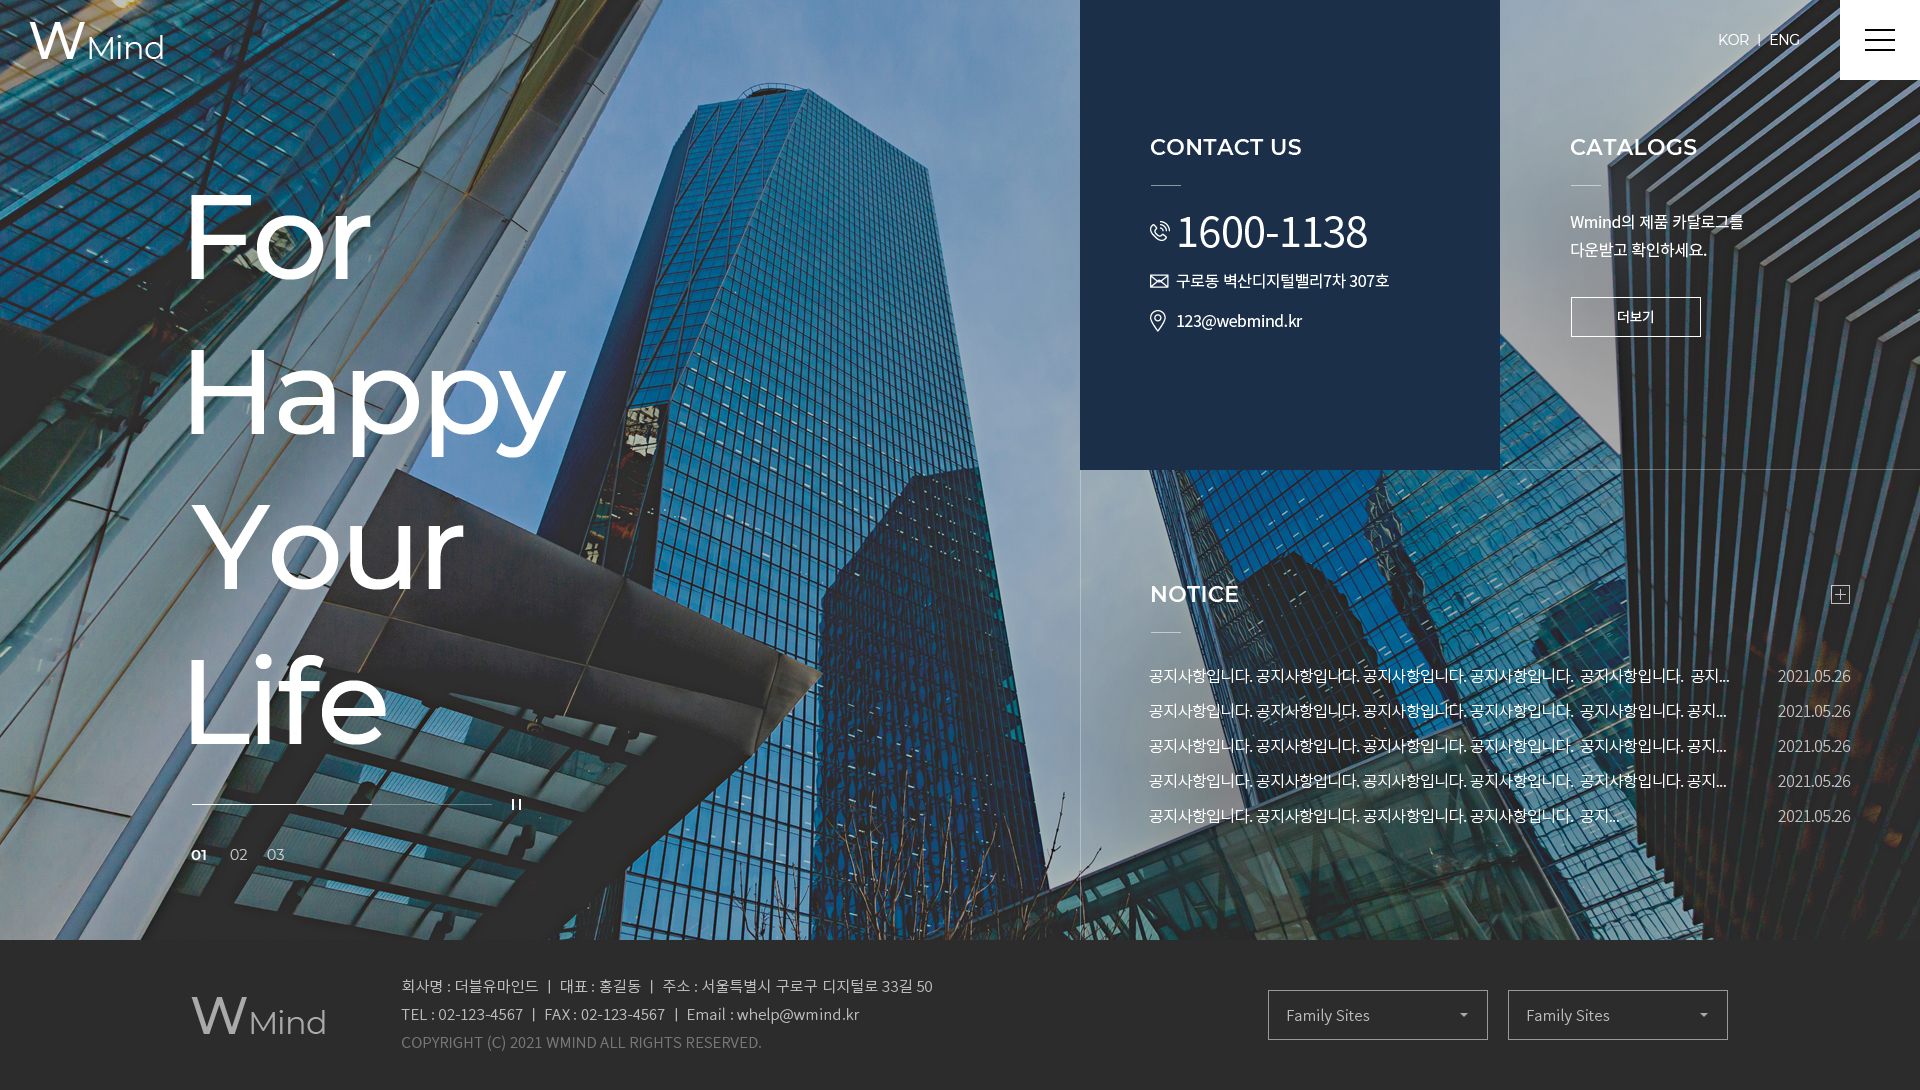 WMind
KOR | ENG
For
Happy
Your
Life
01 02 03
CONTACT US
1600-1138
구로동 벽산디지털밸리7차 307호
123@webmind.kr
CATALOGS
Wmind의 제품 카달로그를
다운받고 확인하세요.
더보기
NOTICE
공지사항입니다. 공지사항입니다. 공지사항입니다. 공지사항입니다. 공지사항입니다. 공지... 2021.05.26
공지사항입니다. 공지사항입니다. 공지사항입니다. 공지사항입니다. 공지사항입니다. 공지... 2021.05.26
공지사항입니다. 공지사항입니다. 공지사항입니다. 공지사항입니다. 공지사항입니다. 공지... 2021.05.26
공지사항입니다. 공지사항입니다. 공지사항입니다. 공지사항입니다. 공지사항입니다. 공지... 2021.05.26
공지사항입니다. 공지사항입니다. 공지사항입니다. 공지사항입니다. 공지... 2021.05.26
WMind
회사명 : 더블유마인드 | 대표 : 홍길동 | 주소 : 서울특별시 구로구 디지털로 33길 50
TEL : 02-123-4567 | FAX : 02-123-4567 | Email : whelp@wmind.kr
COPYRIGHT (C) 2021 WMIND ALL RIGHTS RESERVED.
Family Sites
Family Sites